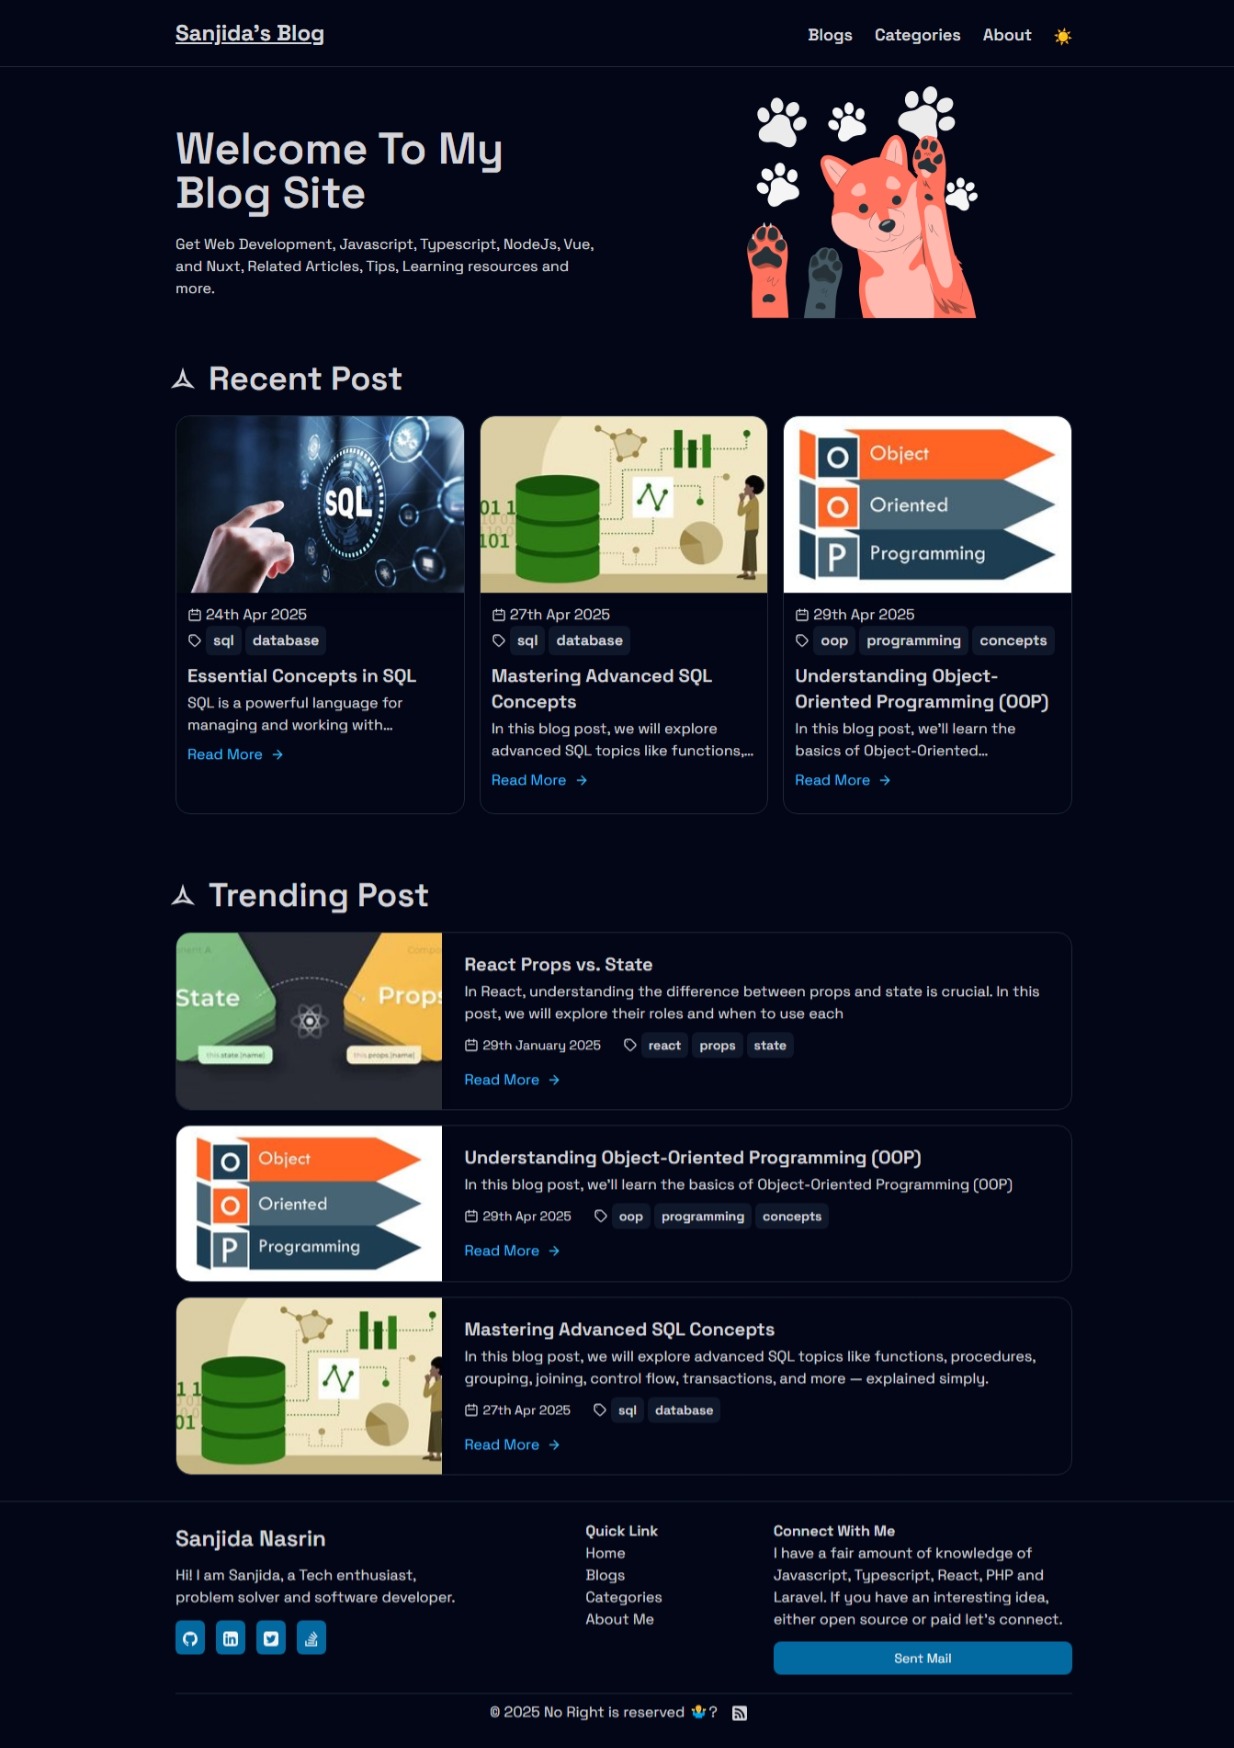 Sanjida's Blog
Blogs Categories About
Welcome To My
Blog Site
Get Web Development, Javascript, Typescript, NodeJs, Vue,
and Nuxt, Related Articles, Tips, Learning resources and
more.
Recent Post
SQL
24th Apr 2025
sql database
Essential Concepts in SQL
SQL is a powerful language for
managing and working with...
Read More →
01 1
101
27th Apr 2025
sql database
Mastering Advanced SQL
Concepts
In this blog post, we will explore
advanced SQL topics like functions,...
Read More →
O Object
O Oriented
P Programming
29th Apr 2025
oop programming concepts
Understanding Object-
Oriented Programming (OOP)
In this blog post, we'll learn the
basics of Object-Oriented...
Read More →
Trending Post
State
Props
this.state.[name]
this.props.[name]
React Props vs. State
In React, understanding the difference between props and state is crucial. In this
post, we will explore their roles and when to use each
29th January 2025 react props state
Read More →
O Object
O Oriented
P Programming
Understanding Object-Oriented Programming (OOP)
In this blog post, we'll learn the basics of Object-Oriented Programming (OOP)
29th Apr 2025 oop programming concepts
Read More →
1 1
01
Mastering Advanced SQL Concepts
In this blog post, we will explore advanced SQL topics like functions, procedures,
grouping, joining, control flow, transactions, and more — explained simply.
27th Apr 2025 sql database
Read More →
Sanjida Nasrin
Hi! I am Sanjida, a Tech enthusiast,
problem solver and software developer.
Quick Link
Home
Blogs
Categories
About Me
Connect With Me
I have a fair amount of knowledge of
Javascript, Typescript, React, PHP and
Laravel. If you have an interesting idea,
either open source or paid let's connect.
Sent Mail
© 2025 No Right is reserved 🤷?